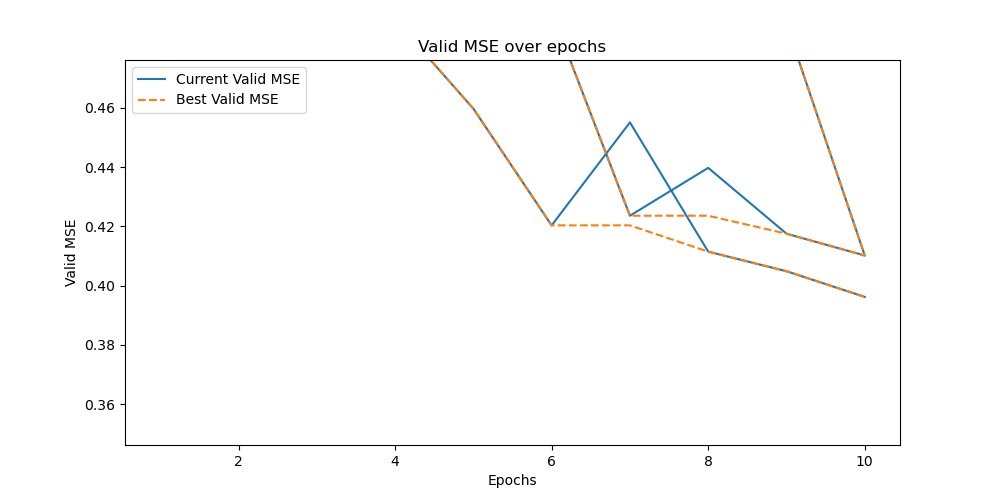 Valid MSE over epochs
Current Valid MSE
Best Valid MSE
Valid MSE
0.46
0.44
0.42
0.40
0.38
0.36
2 4 6 8 10
Epochs